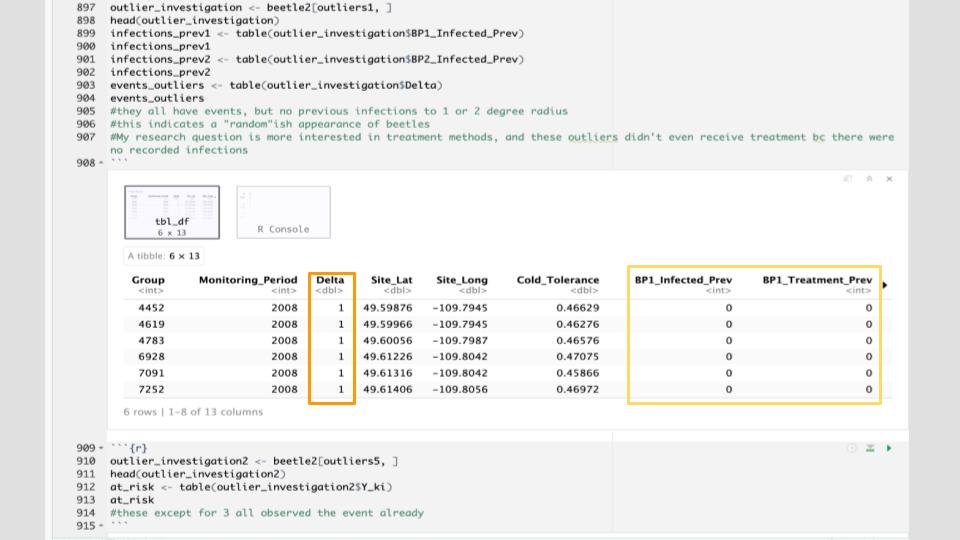 897 outlier_investigation <- beetle2[outliers1, ]
898 head(outlier_investigation)
899 infections_prev1 <- table(outlier_investigation$BP1_Infected_Prev)
900 infections_prev1
901 infections_prev2 <- table(outlier_investigation$BP2_Infected_Prev)
902 infections_prev2
903 events_outliers <- table(outlier_investigation$Delta)
904 events_outliers
905 #they all have events, but no previous infections to 1 or 2 degree radius
906 #this indicates a "random"ish appearance of beetles
907 #My research question is more interested in treatment methods, and these outliers didn't even receive treatment bc there were
no recorded infections
908 ```
tbl_df
6 x 13
R Console
A tibble: 6 × 13
Group Monitoring_Period Delta Site_Lat Site_Long Cold_Tolerance BP1_Infected_Prev BP1_Treatment_Prev
<int> <int> <dbl> <dbl> <dbl> <dbl> <int> <int>
4452 2008 1 49.59876 -109.7945 0.46629 0 0
4619 2008 1 49.59966 -109.7945 0.46276 0 0
4783 2008 1 49.60056 -109.7987 0.46576 0 0
6928 2008 1 49.61226 -109.8042 0.47075 0 0
7091 2008 1 49.61316 -109.8042 0.45866 0 0
7252 2008 1 49.61406 -109.8056 0.46972 0 0
6 rows | 1-8 of 13 columns
909 ```{r}
910 outlier_investigation2 <- beetle2[outliers5, ]
911 head(outlier_investigation2)
912 at_risk <- table(outlier_investigation2$Y_ki)
913 at_risk
914 #these except for 3 all observed the event already
915 ```